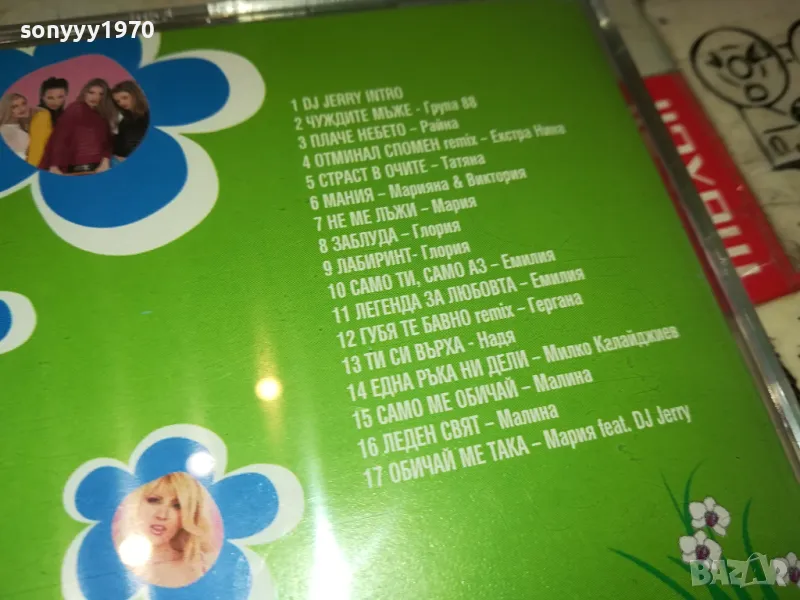 sonyyy1970
1 DJ JERRY INTRO
2 ЧУЖДИТЕ МЪЖЕ - Група 88
3 ПЛАЧЕ НЕБЕТО – Райна
4 ОТМИНАЛ СПОМЕН remix – Екстра Нина
5 СТРАСТ В ОЧИТЕ – Татяна
6 МАНИЯ – Марияна & Виктория
7 НЕ МЕ ЛЪЖИ – Мария
8 ЗАБЛУДА – Глория
9 ЛАБИРИНТ- Глория
10 САМО ТИ, САМО АЗ – Емилия
11 ЛЕГЕНДА ЗА ЛЮБОВТА – Емилия
12 ГУБЯ ТЕ БАВНО remix – Гергана
13 ТИ СИ ВЪРХА - Надя
14 ЕДНА РЪКА НИ ДЕЛИ – Милко Калайджиев
15 САМО МЕ ОБИЧАЙ – Малина
16 ЛЕДЕН СВЯТ – Малина
17 ОБИЧАЙ МЕ ТАКА – Мария feat. DJ Jerry
BAZAR